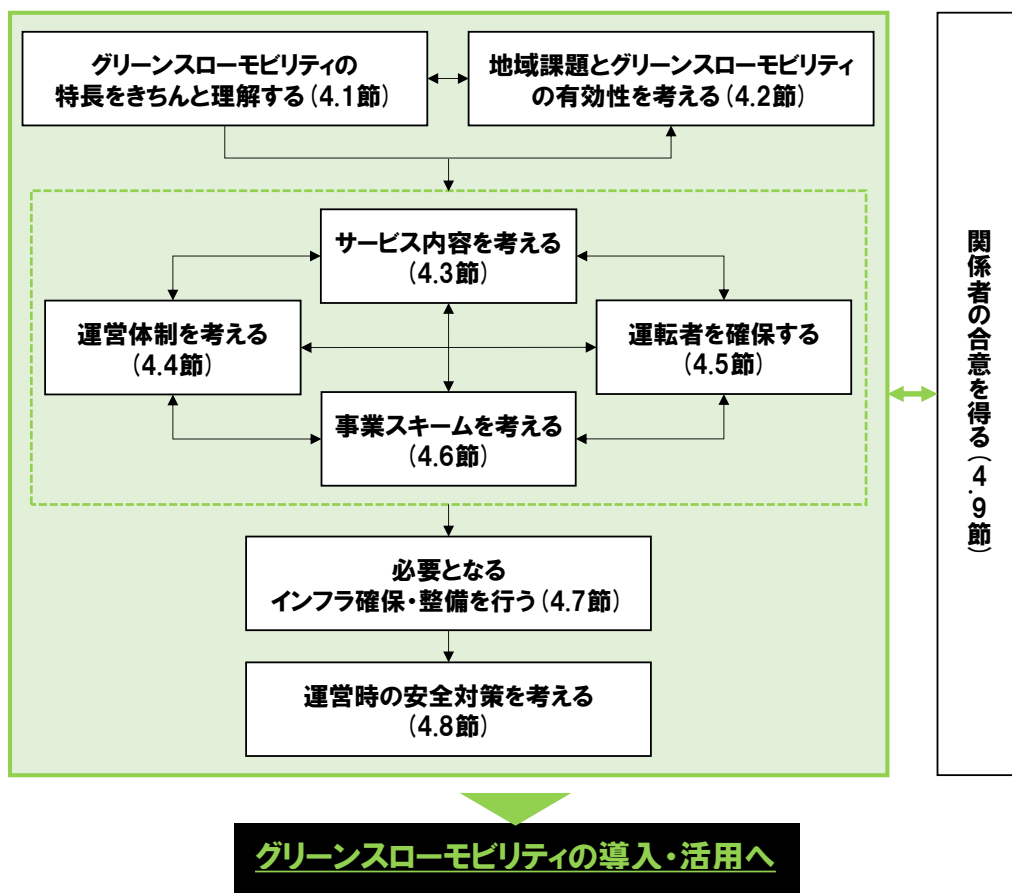 グリーンスローモビリティの
特長をきちんと理解する(4.1節)
地域課題とグリーンスローモビリティ
の有効性を考える(4.2節)
サービス内容を考える
(4.3節)
運営体制を考える
(4.4節)
運転者を確保する
(4.5節)
事業スキームを考える
(4.6節)
必要となる
インフラ確保・整備を行う(4.7節)
運営時の安全対策を考える
(4.8節)
関係者の合意を得る(4.9節)
グリーンスローモビリティの導入・活用へ